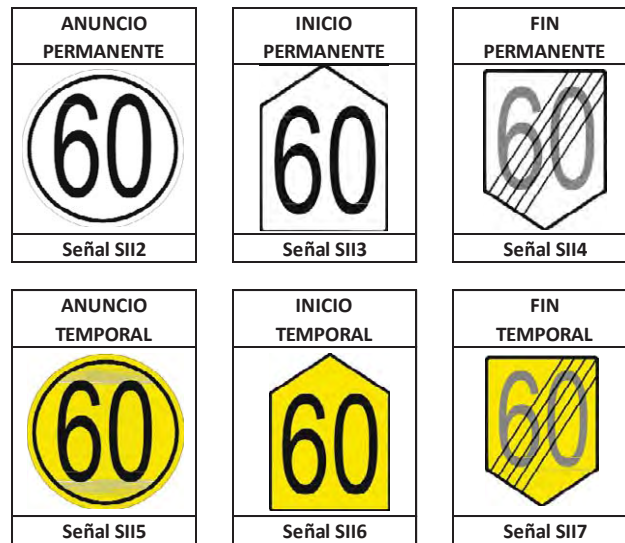 ANUNCIO
PERMANENTE
60
Señal SII2
INICIO
PERMANENTE
60
Señal SII3
FIN
PERMANENTE
60
Señal SII4
ANUNCIO
TEMPORAL
60
Señal SII5
INICIO
TEMPORAL
60
Señal SII6
FIN
TEMPORAL
60
Señal SII7